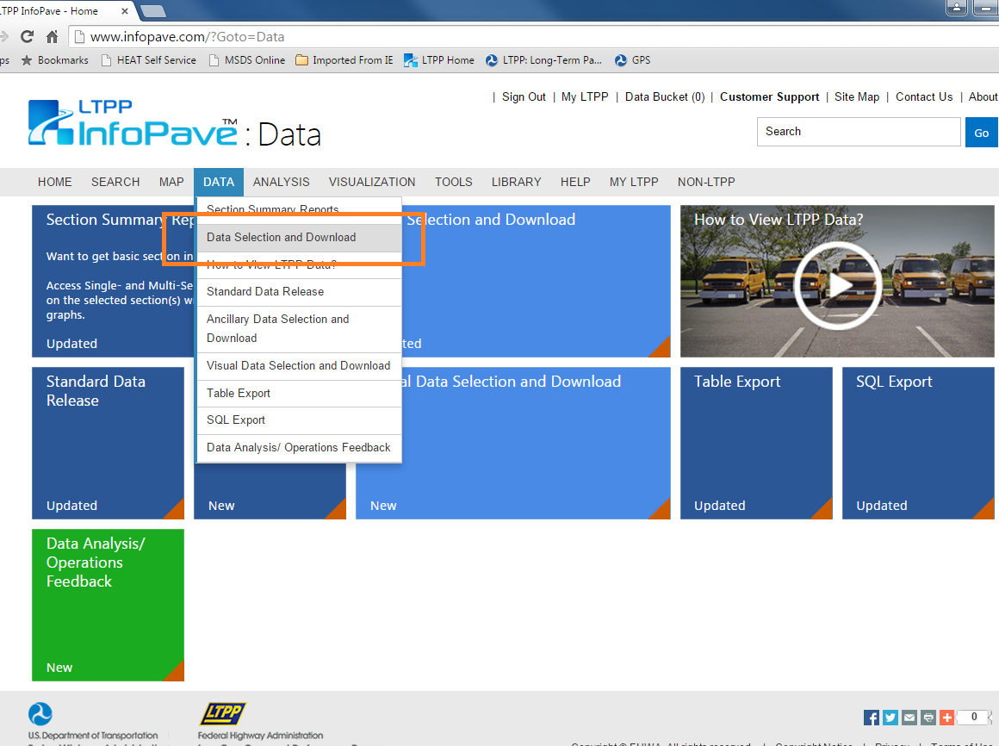 LTPP InfoPave - Home
www.infopave.com/?Goto=Data
ps Bookmarks HEAT Self Service MSDS Online Imported From IE LTPP Home LTPP: Long-Term Pa... GPS
| Sign Out | My LTPP | Data Bucket (0) | Customer Support | Site Map | Contact Us | About
LTPP
InfoPave™ : Data
Search
Go
HOME SEARCH MAP DATA ANALYSIS VISUALIZATION TOOLS LIBRARY HELP MY LTPP NON-LTPP
Section Summary Reports
Data Selection and Download
How to View LTPP Data?
Standard Data Release
Ancillary Data Selection and
Download
Visual Data Selection and Download
Table Export
SQL Export
Data Analysis/ Operations Feedback
Section Summary Rep
Want to get basic section in
Access Single- and Multi-Se
on the selected section(s) w
graphs.
Updated
Selection and Download
ted
How to View LTPP Data?
Standard Data
Release
Updated
New
al Data Selection and Download
New
Table Export
Updated
SQL Export
Updated
Data Analysis/
Operations
Feedback
New
U.S. Department of Transportation
LTPP
Federal Highway Administration
0